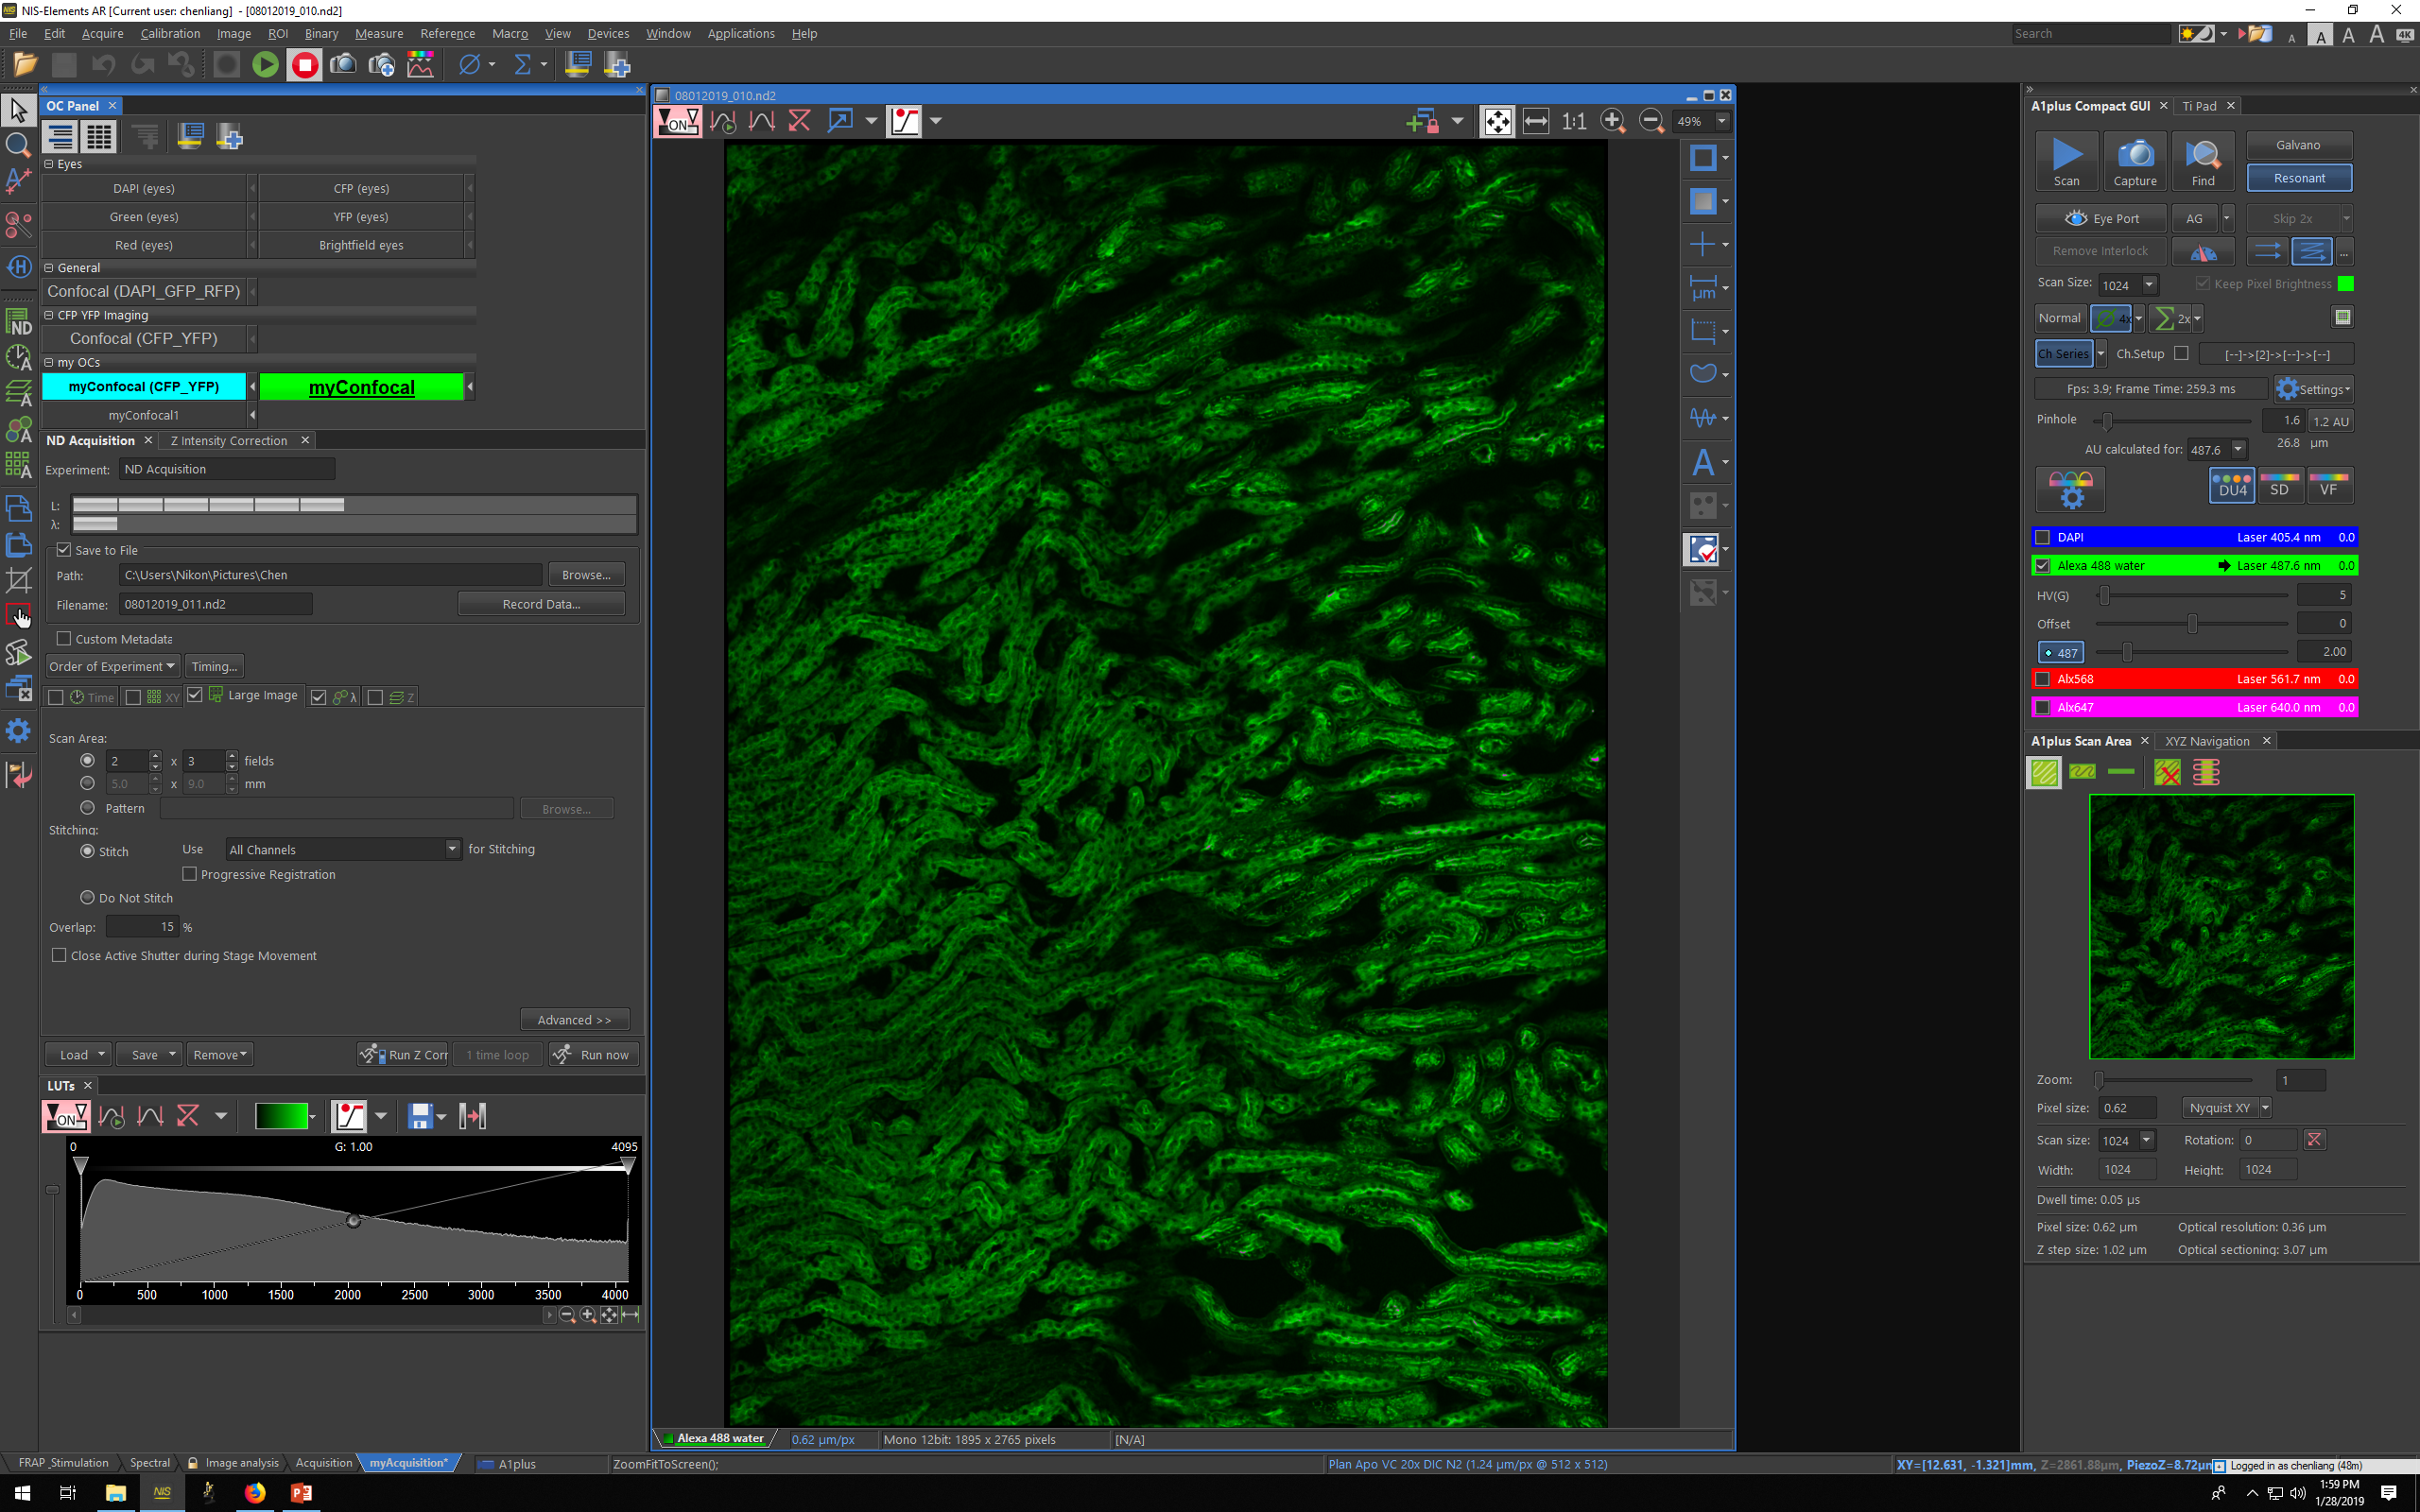 NIS-Elements AR [Current user: chenliang] - [08012019_010.nd2]
File Edit Acquire Calibration Image ROI Binary Measure Reference Macro View Devices Window Applications Help
Search
A A A A 4K
OC Panel
Eyes
DAPI (eyes) CFP (eyes)
Green (eyes) YFP (eyes)
Red (eyes) Brightfield eyes
General
Confocal (DAPI_GFP_RFP)
CFP YFP Imaging
Confocal (CFP_YFP)
my OCs
myConfocal (CFP_YFP) myConfocal
myConfocal1
ND Acquisition Z Intensity Correction
Experiment: ND Acquisition
L:
λ:
Save to File
Path: C:\Users\Nikon\Pictures\Chen Browse...
Filename: 08012019_011.nd2 Record Data...
Custom Metadata
Order of Experiment Timing...
Time XY Large Image λ Z
Scan Area:
2 x 3 fields
5.0 x 9.0 mm
Pattern Browse...
Stitching:
Stitch Use All Channels for Stitching
Progressive Registration
Do Not Stitch
Overlap: 15 %
Close Active Shutter during Stage Movement
Advanced >>
Load Save Remove Run Z Corr 1 time loop Run now
LUTs
ON
0 G: 1.00 4095
0 500 1000 1500 2000 2500 3000 3500 4000
08012019_010.nd2
ON 1:1 49%
µm
A
Alexa 488 water 0.62 µm/px Mono 12bit: 1895 x 2765 pixels [N/A]
A1plus Compact GUI Ti Pad
Scan Capture Find Galvano
Resonant
Eye Port AG Skip 2x
Remove Interlock ...
Scan Size: 1024 Keep Pixel Brightness
Normal 4x 2x
Ch Series Ch.Setup [--]->[2]->[--]->[--]
Fps: 3.9; Frame Time: 259.3 ms Settings
Pinhole 1.6 1.2 AU
26.8 µm
AU calculated for: 487.6
DU4 SD VF
DAPI Laser 405.4 nm 0.0
Alexa 488 water Laser 487.6 nm 0.0
HV(G) 5
Offset 0
487 2.00
Alx568 Laser 561.7 nm 0.0
Alx647 Laser 640.0 nm 0.0
A1plus Scan Area XYZ Navigation
Zoom: 1
Pixel size: 0.62 Nyquist XY
Scan size: 1024 Rotation: 0
Width: 1024 Height: 1024
Dwell time: 0.05 µs
Pixel size: 0.62 µm Optical resolution: 0.36 µm
Z step size: 1.02 µm Optical sectioning: 3.07 µm
FRAP_Stimulation Spectral Image analysis Acquisition myAcquisition* A1plus ZoomFitToScreen(); Plan Apo VC 20x DIC N2 (1.24 µm/px @ 512 x 512) XY=[12.631, -1.321]mm, Z=2861.88µm, PiezoZ=8.72µm
Logged in as chenliang (48m)
NIS
1:59 PM
1/28/2019